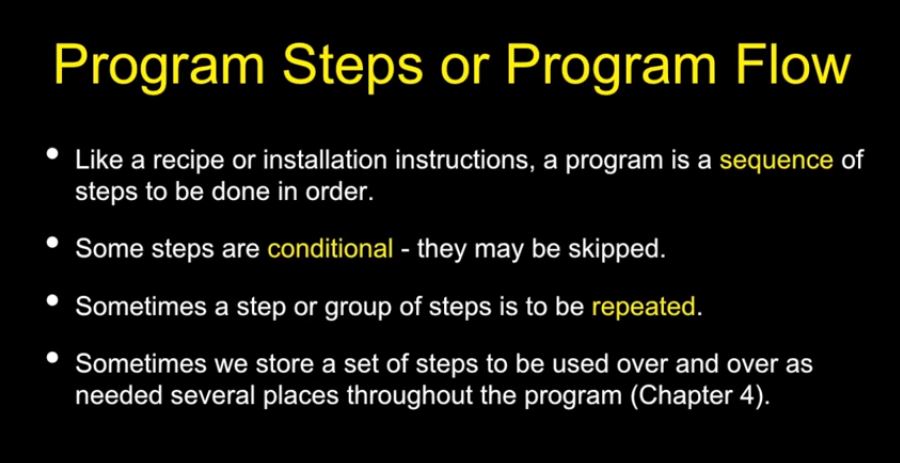 Program Steps or Program Flow
• Like a recipe or installation instructions, a program is a sequence of
steps to be done in order.
• Some steps are conditional - they may be skipped.
• Sometimes a step or group of steps is to be repeated.
• Sometimes we store a set of steps to be used over and over as
needed several places throughout the program (Chapter 4).